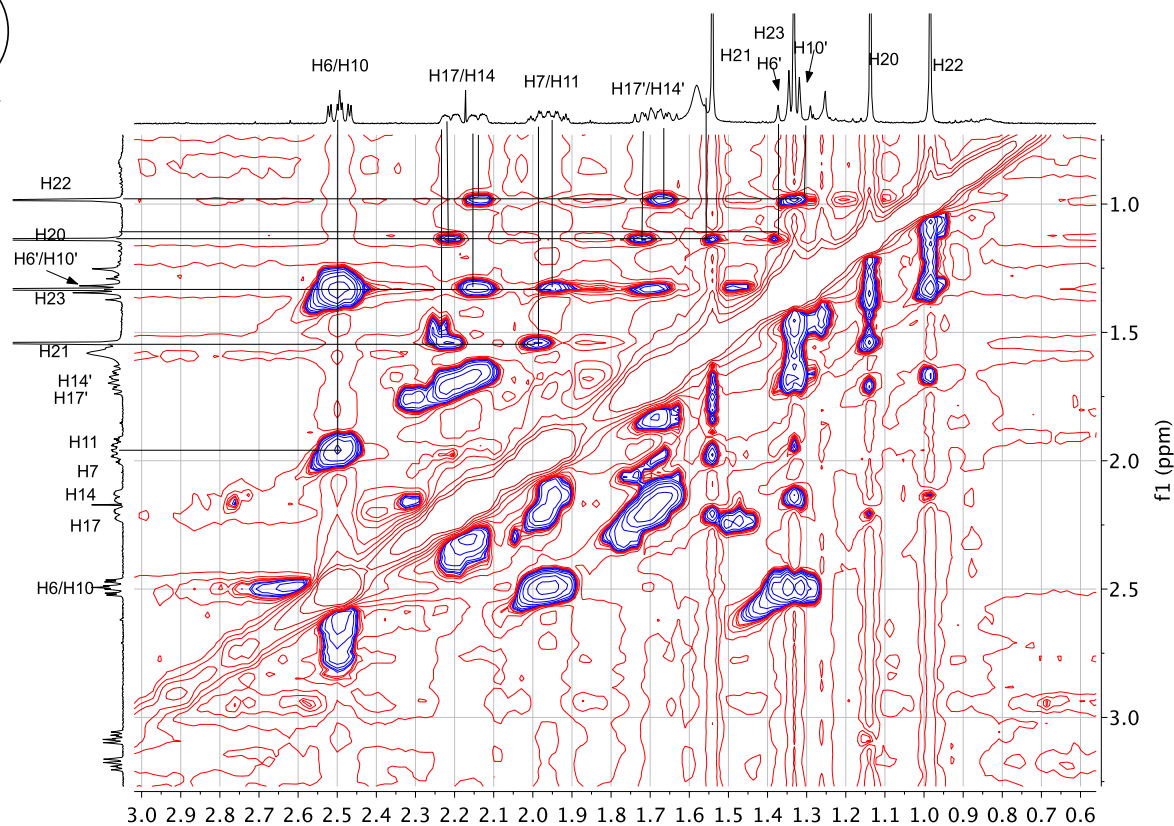 H23
H21
H10'
H6/H10
H17/H14
H7/H11
H17'/H14'
H6'
H20
H22
H22
H20
H6'/H10'
H23
H21
H14'
H17'
H11
H7
H14
H17
H6/H10
1.0
1.5
2.0
2.5
3.0
f1 (ppm)
3.0 2.9 2.8 2.7 2.6 2.5 2.4 2.3 2.2 2.1 2.0 1.9 1.8 1.7 1.6 1.5 1.4 1.3 1.2 1.1 1.0 0.9 0.8 0.7 0.6